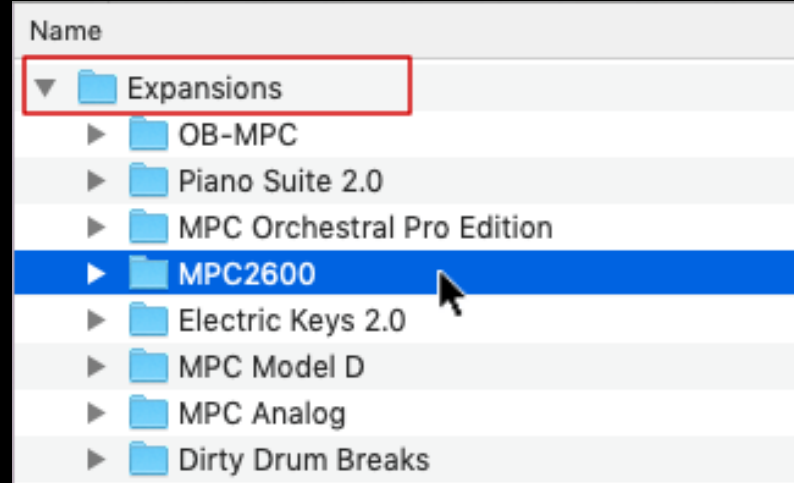 Name
Expansions
OB-MPC
Piano Suite 2.0
MPC Orchestral Pro Edition
MPC2600
Electric Keys 2.0
MPC Model D
MPC Analog
Dirty Drum Breaks